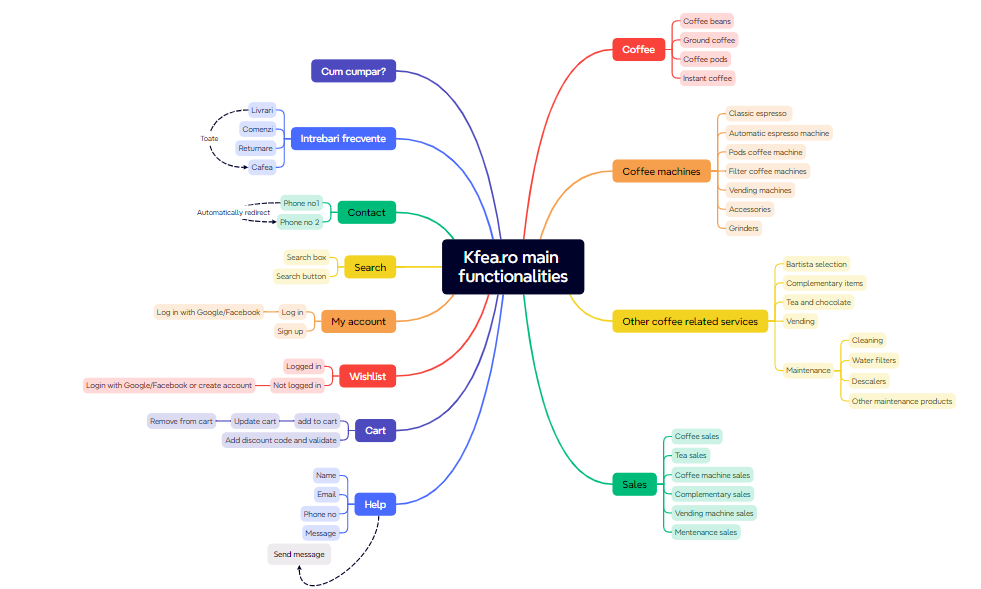 Kfea.ro main
functionalities
Coffee
Coffee beans
Ground coffee
Coffee pods
Instant coffee
Coffee machines
Classic espresso
Automatic espresso machine
Pods coffee machine
Filter coffee machines
Vending machines
Accessories
Grinders
Other coffee related services
Bartista selection
Complementary items
Tea and chocolate
Vending
Maintenance
Cleaning
Water filters
Descalers
Other maintenance products
Sales
Coffee sales
Tea sales
Coffee machine sales
Complementary sales
Vending machine sales
Mentenance sales
Cum cumpar?
Intrebari frecvente
Livrari
Comenzi
Returnare
Cafea
Toate
Contact
Phone no1
Phone no 2
Automatically redirect
Search
Search box
Search button
My account
Log in
Log in with Google/Facebook
Sign up
Wishlist
Logged in
Not logged in
Login with Google/Facebook or create account
Cart
add to cart
Update cart
Remove from cart
Add discount code and validate
Help
Name
Email
Phone no
Message
Send message